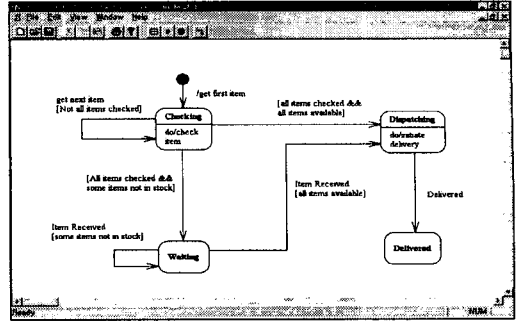 File Edit View Window Help
/get first item
get next item
[Not all items checked]
Checking
do/check
item
[all items checked &&
all items available]
Dispatching
do/initiate
delivery
[All items checked &&
some items not in stock]
Item Received
[all items available]
Delivered
Item Received
[some items not in stock]
Waiting
Delivered
Ready
NUM